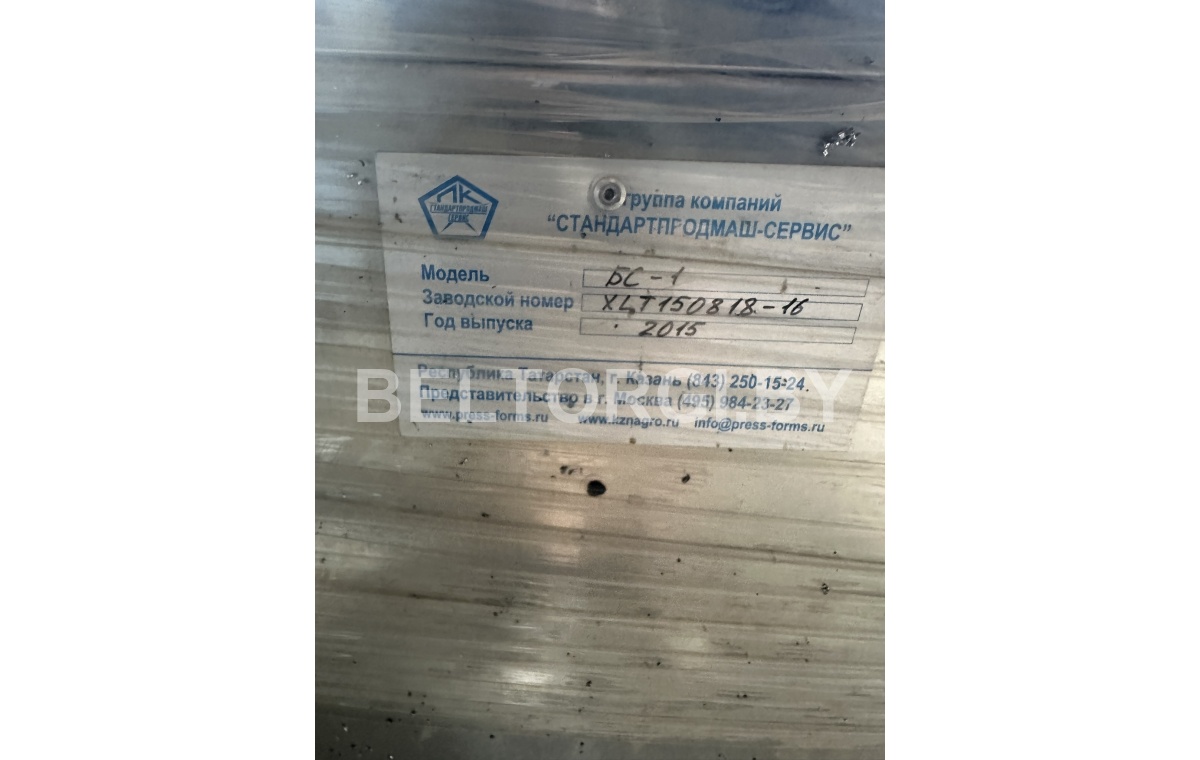 ПК
СТАНДАРТПРОДМАШ
СЕРВИС
группа компаний
"СТАНДАРТПРОДМАШ-СЕРВИС"
Модель БС-1
Заводской номер ХЦТ150818-16
Год выпуска 2015
Республика Татарстан, г. Казань (843) 250-15-24,
Представительство в г. Москва (495) 984-23-27
www.press-forms.ru www.kznagro.ru info@press-forms.ru
BELTORGI.BY